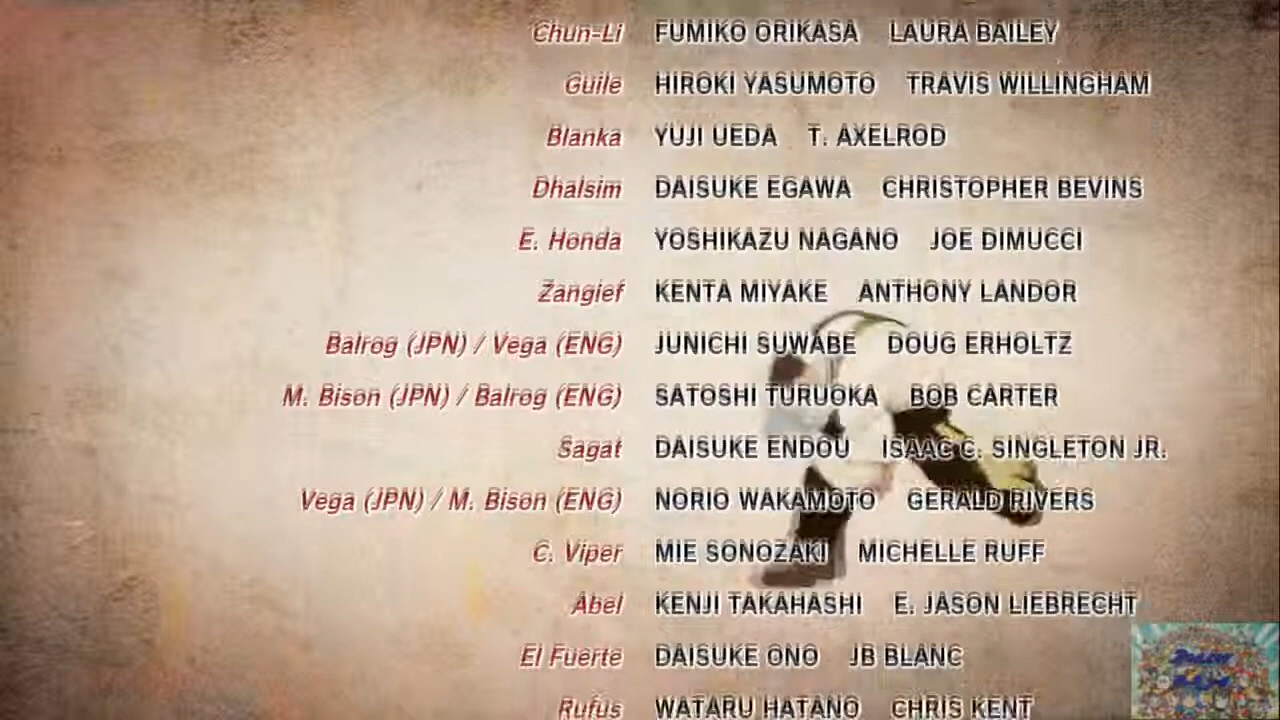 Chun-Li FUMIKO ORIKASA LAURA BAILEY
Guile HIROKI YASUMOTO TRAVIS WILLINGHAM
Blanka YUJI UEDA T. AXELROD
Dhalsim DAISUKE EGAWA CHRISTOPHER BEVINS
E. Honda YOSHIKAZU NAGANO JOE DIMUCCI
Zangief KENTA MIYAKE ANTHONY LANDOR
Balrog (JPN) / Vega (ENG) JUNICHI SUWABE DOUG ERHOLTZ
M. Bison (JPN) / Balrog (ENG) SATOSHI TURUOKA BOB CARTER
Sagat DAISUKE ENDOU ISAAC C. SINGLETON JR.
Vega (JPN) / M. Bison (ENG) NORIO WAKAMOTO GERALD RIVERS
C. Viper MIE SONOZAKI MICHELLE RUFF
Abel KENJI TAKAHASHI E. JASON LIEBRECHT
El Fuerte DAISUKE ONO JB BLANC
Rufus WATARU HATANO CHRIS KENT